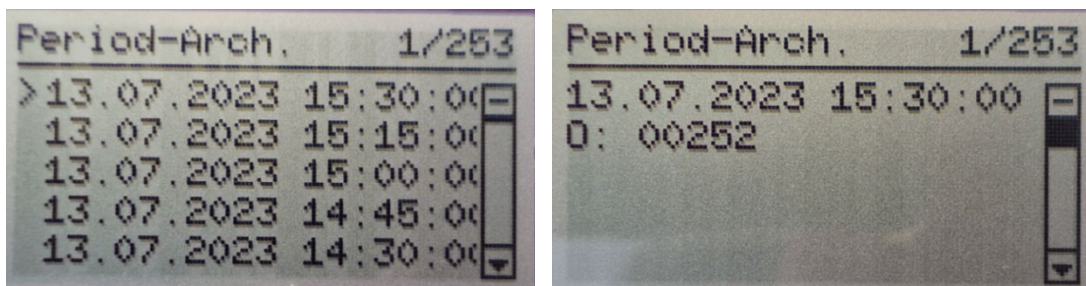 Period-Arch. 1/253
>13.07.2023 15:30:00
13.07.2023 15:15:00
13.07.2023 15:00:00
13.07.2023 14:45:00
13.07.2023 14:30:00
Period-Arch. 1/253
13.07.2023 15:30:00
O: 00252